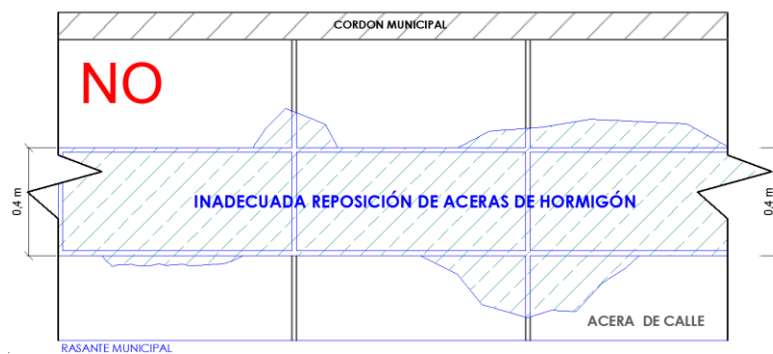 CORDON MUNICIPAL
NO
0,4 m
INADECUADA REPOSICIÓN DE ACERAS DE HORMIGÓN
0,4 m
ACERA DE CALLE
RASANTE MUNICIPAL